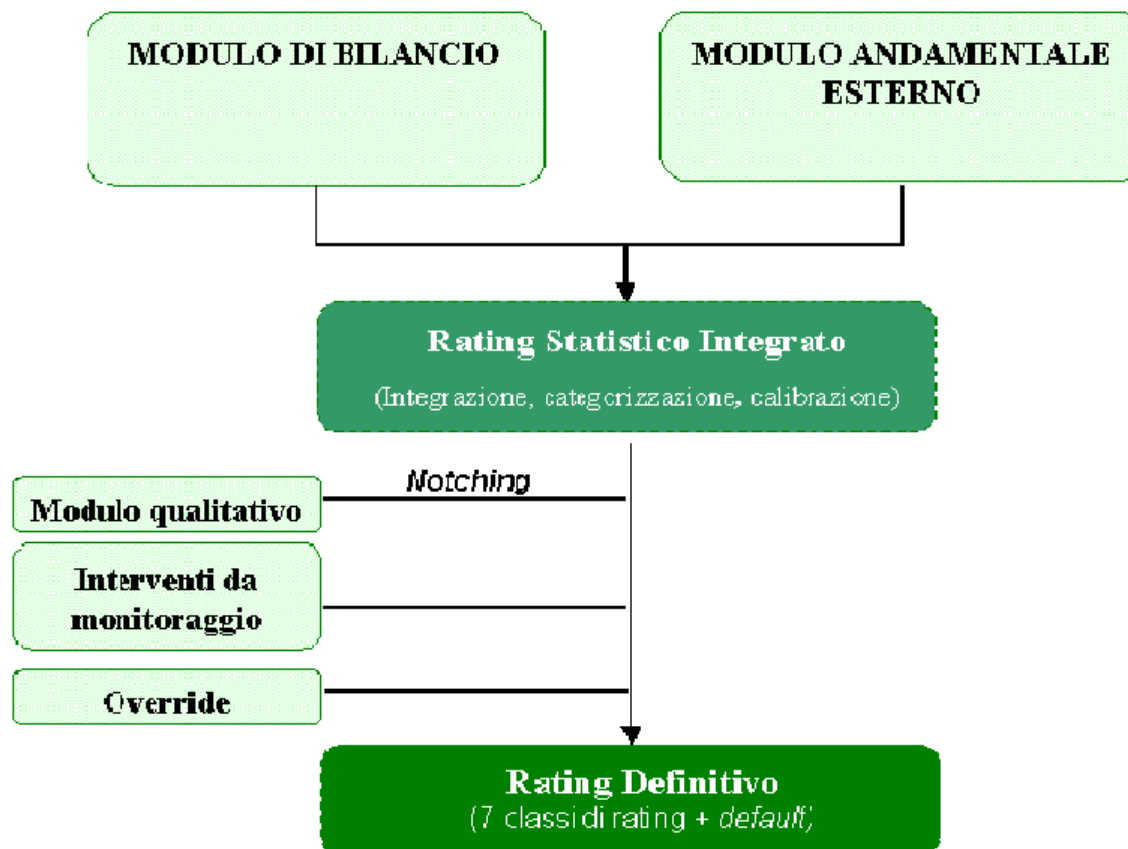 MODULO DI BILANCIO
MODULO ANDAMENTALE
ESTERNO
Rating Statistico Integrato
(Integrazione, categorizzazione, calibrazione)
Notching
Modulo qualitativo
Interventi da
monitoraggio
Override
Rating Definitivo
(7 classi di rating + default)